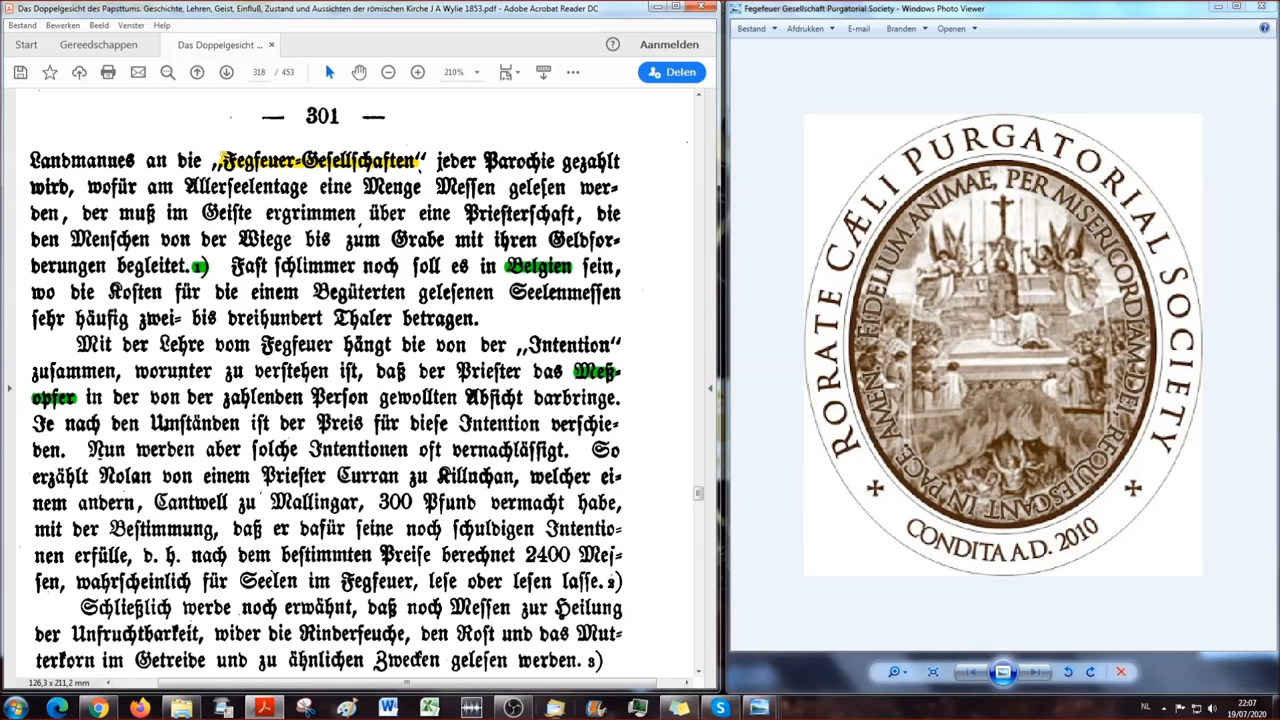 Das Doppelgesicht des Papsttums. Geschichte, Lehren, Geist, Einfluß, Zustand und Aussichten der römischen Kirche J A Wylie 1853.pdf - Adobe Acrobat Reader DC
Bestand Bewerken Beeld Venster Help
Start Gereedschappen Das Doppelgesicht ... Aanmelden
318 / 453 210% Delen
— 301 —
Landmannes an die „Fegfeuer-Gesellschaften“ jeder Parochie gezahlt
wird, wofür am Allerseelentage eine Menge Messen gelesen wer-
den, der muß im Geiste ergrimmen über eine Priesterschaft, die
den Menschen von der Wiege bis zum Grabe mit ihren Geldfor-
derungen begleitet.1) Fast schlimmer noch soll es in Belgien sein,
wo die Kosten für die einem Begüterten gelesenen Seelenmessen
sehr häufig zwei- bis dreihundert Thaler betragen.
Mit der Lehre vom Fegfeuer hängt die von der „Intention“
zusammen, worunter zu verstehen ist, daß der Priester das Meß-
opfer in der von der zahlenden Person gewollten Absicht darbringe.
Je nach den Umständen ist der Preis für diese Intention verschie-
den. Nun werden aber solche Intentionen oft vernachlässigt. So
erzählt Nolan von einem Priester Curran zu Killuchan, welcher ei-
nem andern, Cantwell zu Mallingar, 300 Pfund vermacht habe,
mit der Bestimmung, daß er dafür seine noch schuldigen Intentio-
nen erfülle, d. h. nach dem bestimmten Preise berechnet 2400 Mes-
sen, wahrscheinlich für Seelen im Fegfeuer, lese oder lesen lasse.2)
Schließlich werde noch erwähnt, daß noch Messen zur Heilung
der Unfruchtbarkeit, wider die Rinderseuche, den Rost und das Mut-
terkorn im Getreide und zu ähnlichen Zwecken gelesen werden.3)
126,3 x 211,2 mm
Fegefeuer Gesellschaft Purgatorial Society - Windows Photo Viewer
Bestand Afdrukken E-mail Branden Openen
RORATE CÆLI PURGATORIAL SOCIETY
FIDELIUM ANIMAE, PER MISERICORDIAM DEI, REQUIESCANT IN PACE. AMEN.
CONDITA A.D. 2010
NL 22:07
19/07/2020